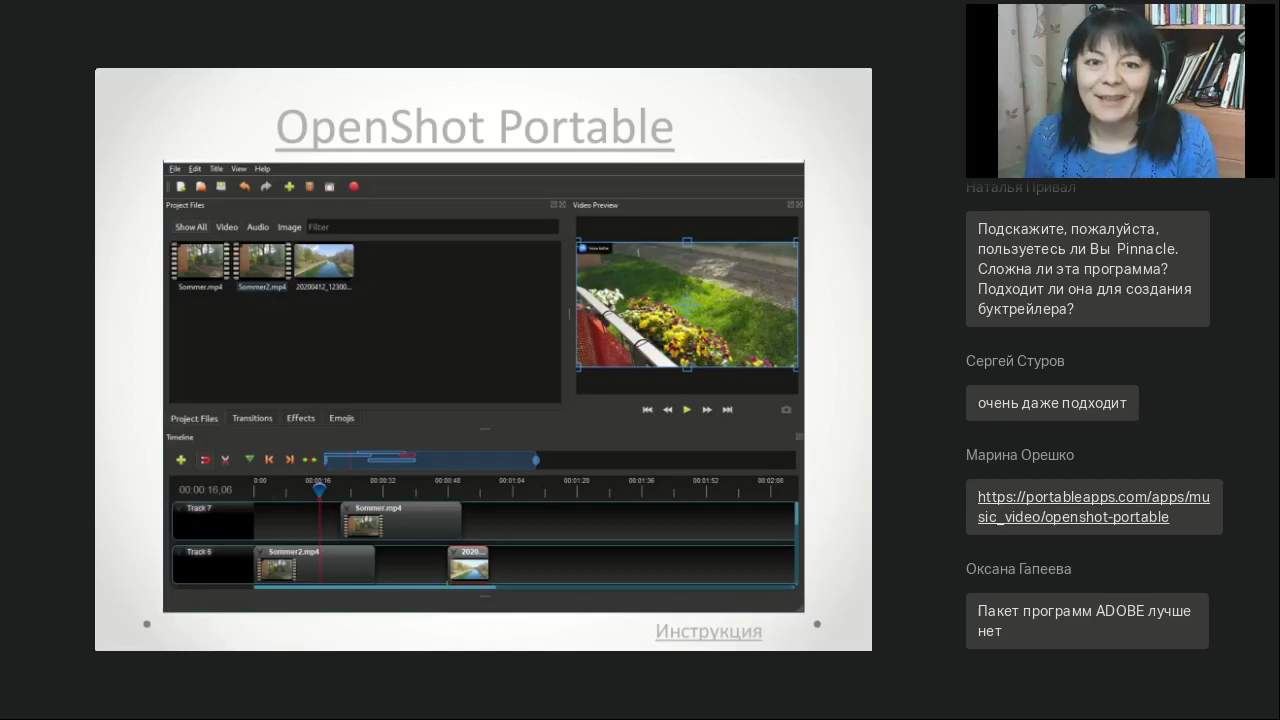 OpenShot Portable
File Edit Title View Help
Project Files
Video Preview
Show All Video Audio Image Filter
Sommer.mp4 Sommer2.mp4 20200412_12300...
Project Files Transitions Effects Emojis
Timeline
00:00:16,06
0:00 00:00:16 00:00:32 00:00:48 00:01:04 00:01:20 00:01:36 00:01:52 00:02:08
Track 7 Sommer.mp4
Track 6 Sommer2.mp4 2020...
Инструкция
Наталья Привал
Подскажите, пожалуйста,
пользуетесь ли Вы Pinnacle.
Сложна ли эта программа?
Подходит ли она для создания
буктрейлера?
Сергей Стуров
очень даже подходит
Марина Орешко
https://portableapps.com/apps/mu
sic_video/openshot-portable
Оксана Гапеева
Пакет программ ADOBE лучше
нет